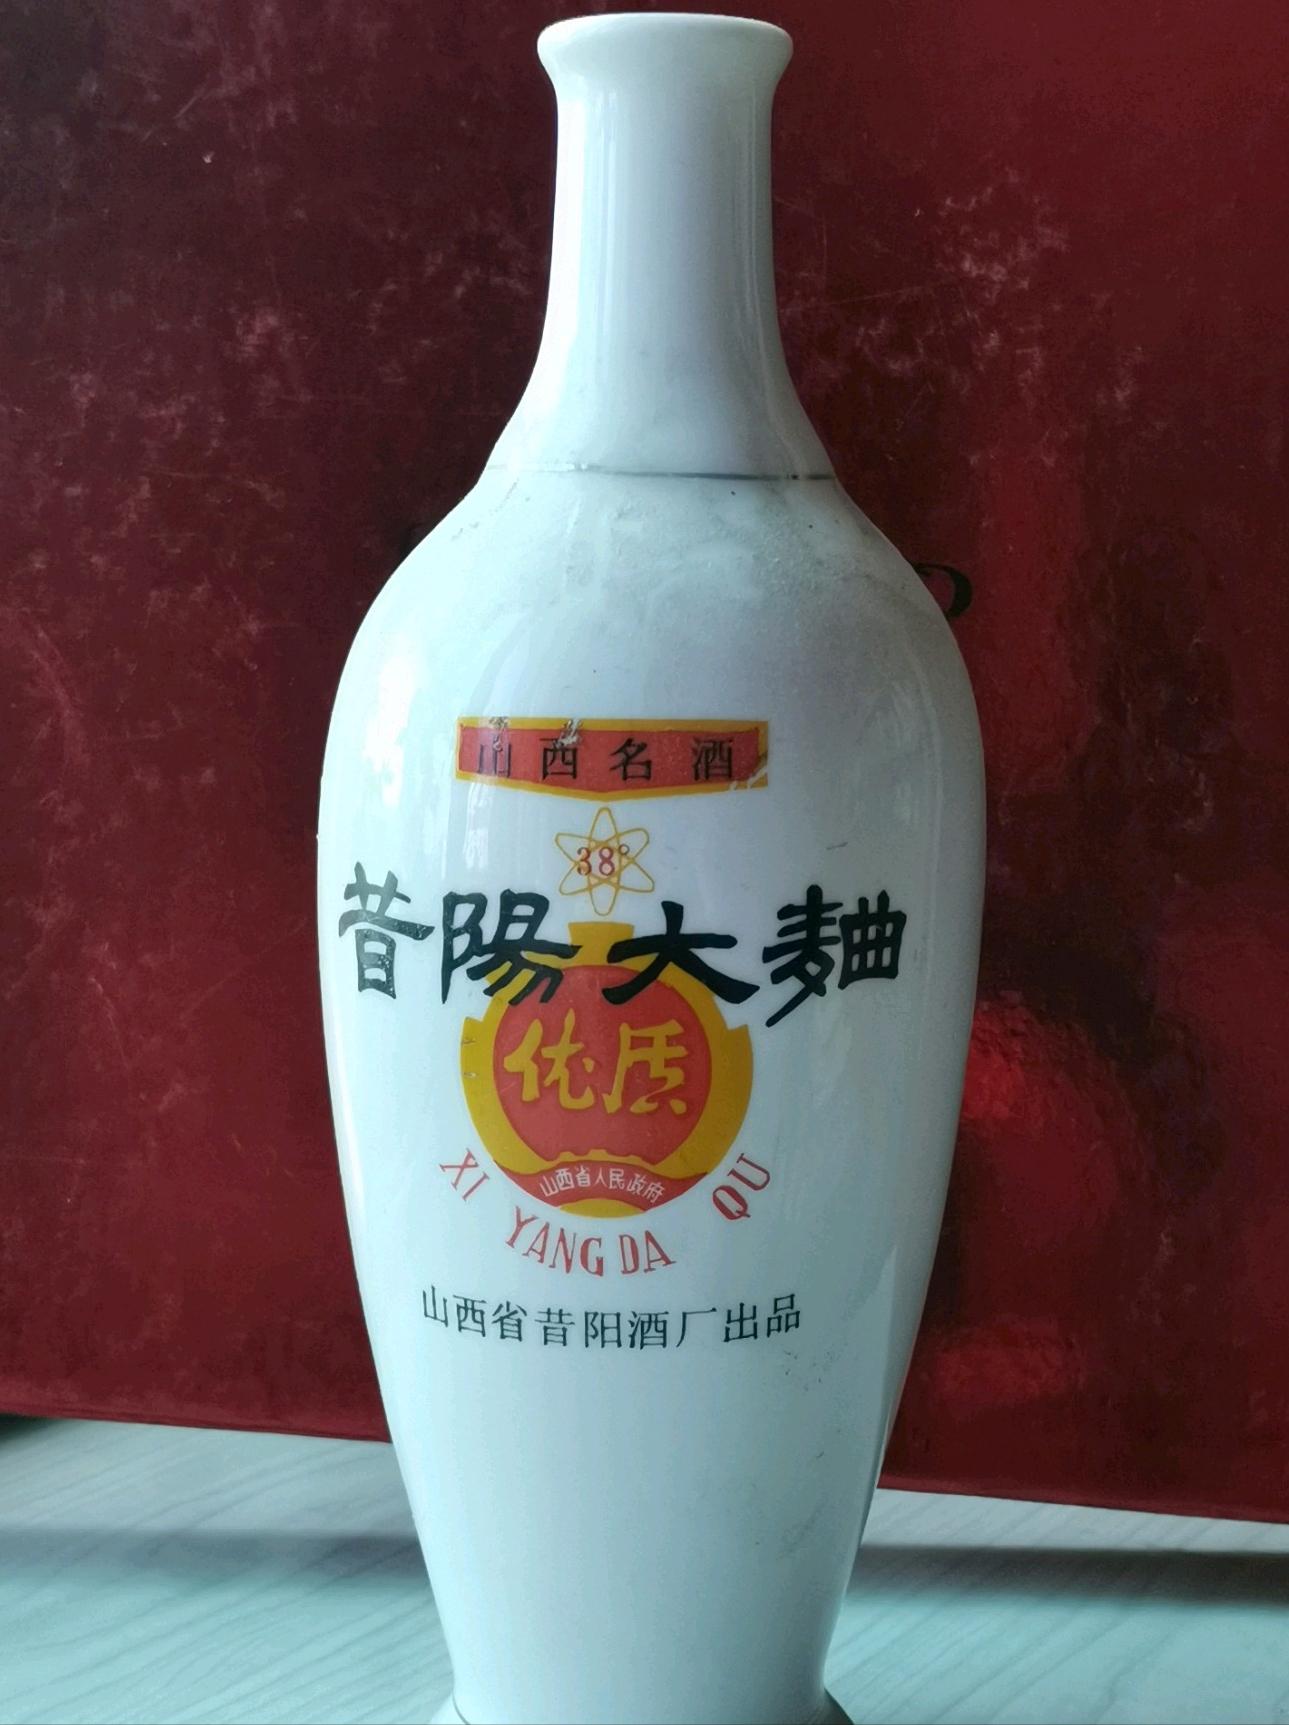 山西名酒
38°
昔陽大麯
优质
山西省人民政府
XI YANG DA QU
山西省昔阳酒厂出品